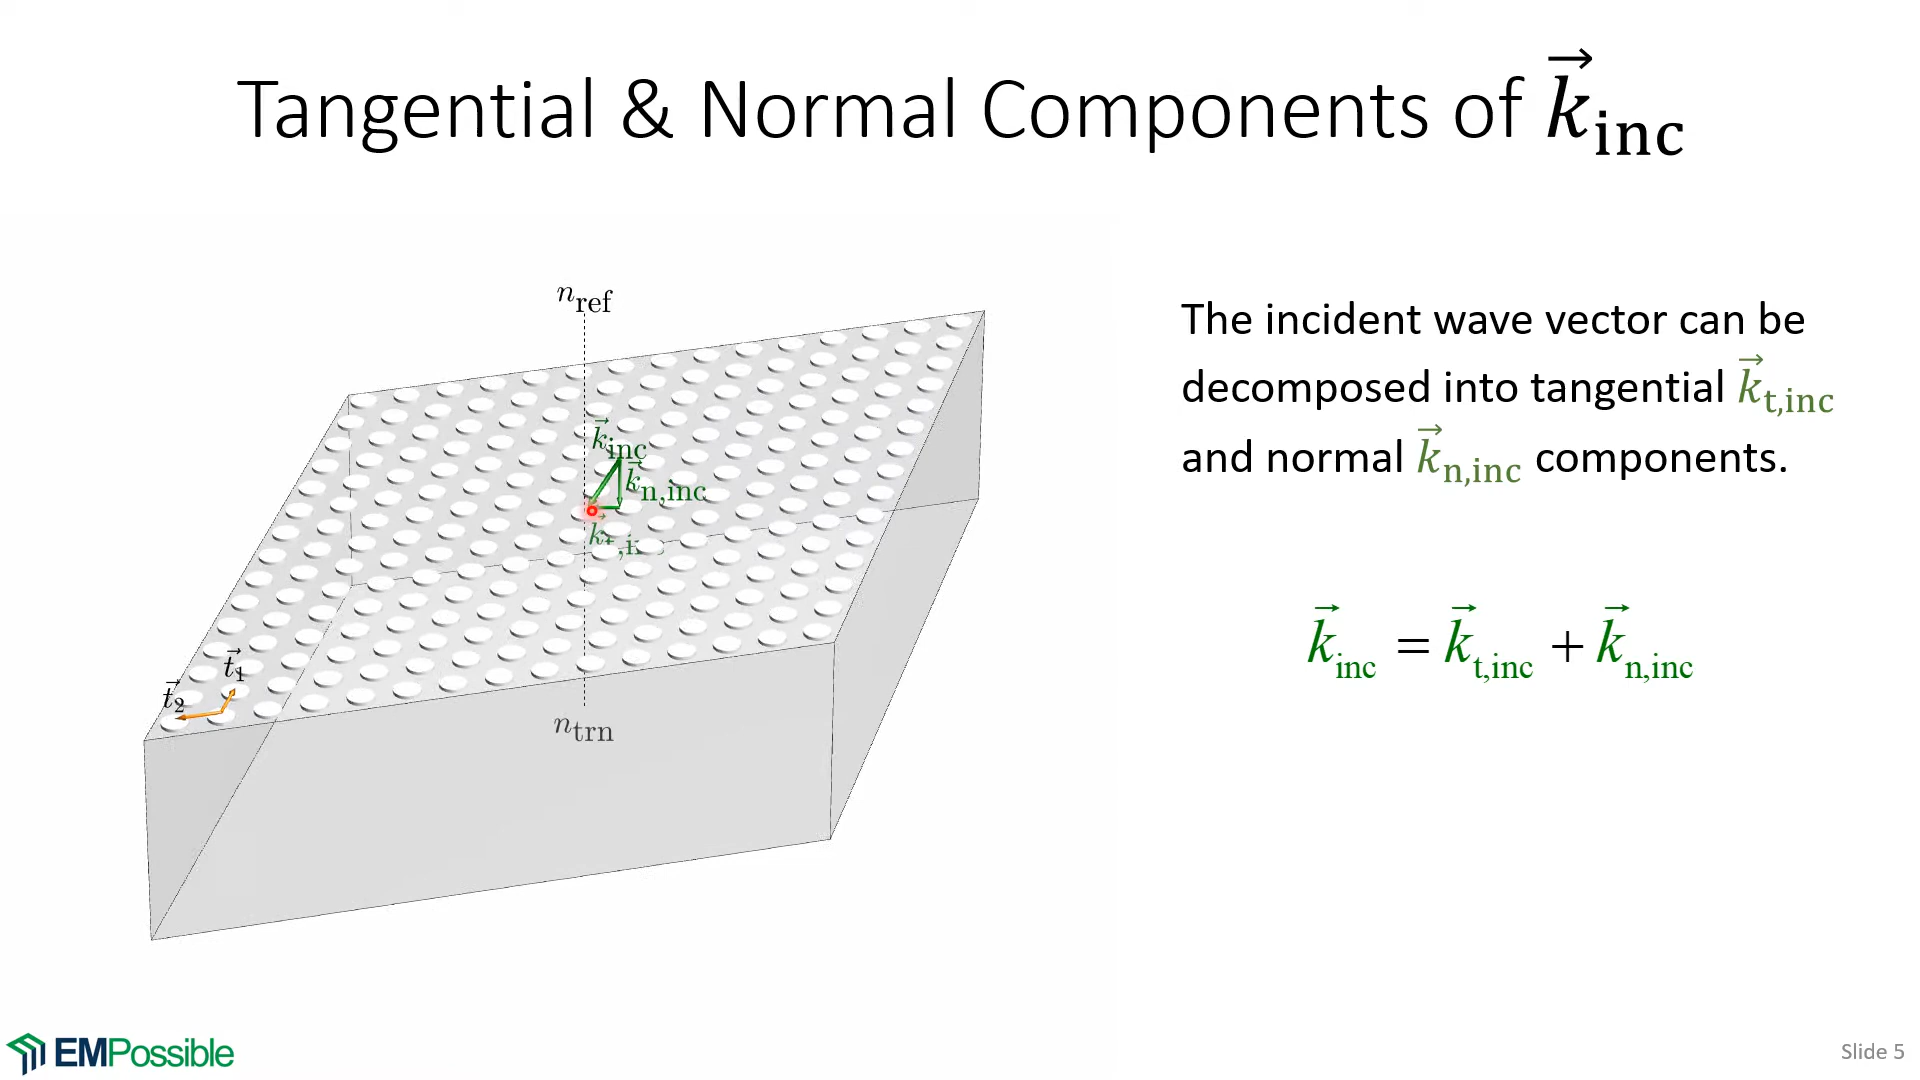 Tangential & Normal Components of k⃗inc
nref
The incident wave vector can be
decomposed into tangential k⃗t,inc
and normal k⃗n,inc components.
k⃗inc
k⃗n,inc
k⃗inc = k⃗t,inc + k⃗n,inc
t⃗1
t⃗2
ntrn
EMPossible
Slide 5